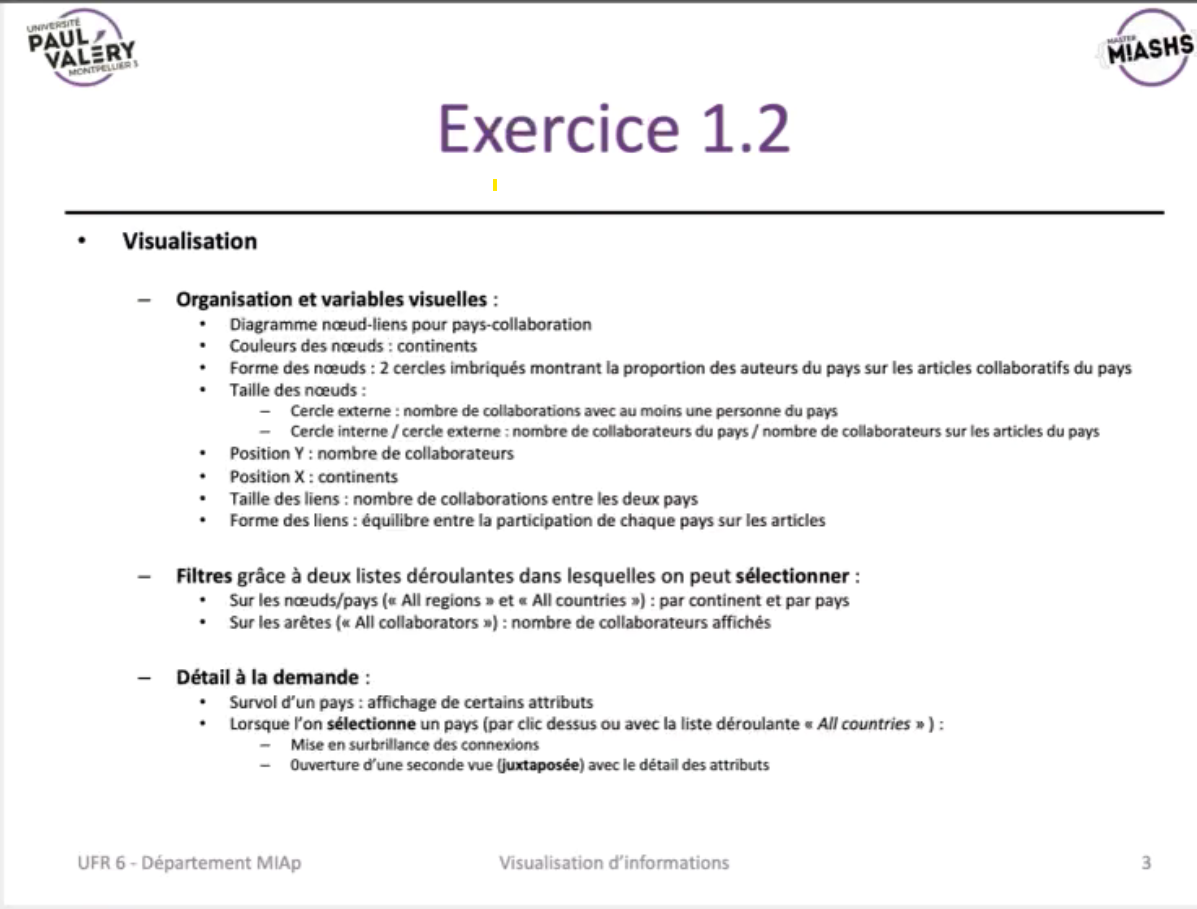 UNIVERSITÉ
PAUL
VALÉRY
MONTPELLIER 3
MASTER
M!ASHS
Exercice 1.2
• Visualisation
– Organisation et variables visuelles :
• Diagramme nœud-liens pour pays-collaboration
• Couleurs des nœuds : continents
• Forme des nœuds : 2 cercles imbriqués montrant la proportion des auteurs du pays sur les articles collaboratifs du pays
• Taille des nœuds :
– Cercle externe : nombre de collaborations avec au moins une personne du pays
– Cercle interne / cercle externe : nombre de collaborateurs du pays / nombre de collaborateurs sur les articles du pays
• Position Y : nombre de collaborateurs
• Position X : continents
• Taille des liens : nombre de collaborations entre les deux pays
• Forme des liens : équilibre entre la participation de chaque pays sur les articles
– Filtres grâce à deux listes déroulantes dans lesquelles on peut sélectionner :
• Sur les nœuds/pays (« All regions » et « All countries ») : par continent et par pays
• Sur les arêtes (« All collaborators ») : nombre de collaborateurs affichés
– Détail à la demande :
• Survol d'un pays : affichage de certains attributs
• Lorsque l'on sélectionne un pays (par clic dessus ou avec la liste déroulante « All countries » ) :
– Mise en surbrillance des connexions
– 0uverture d'une seconde vue (juxtaposée) avec le détail des attributs
UFR 6 - Département MIAp
Visualisation d'informations
3